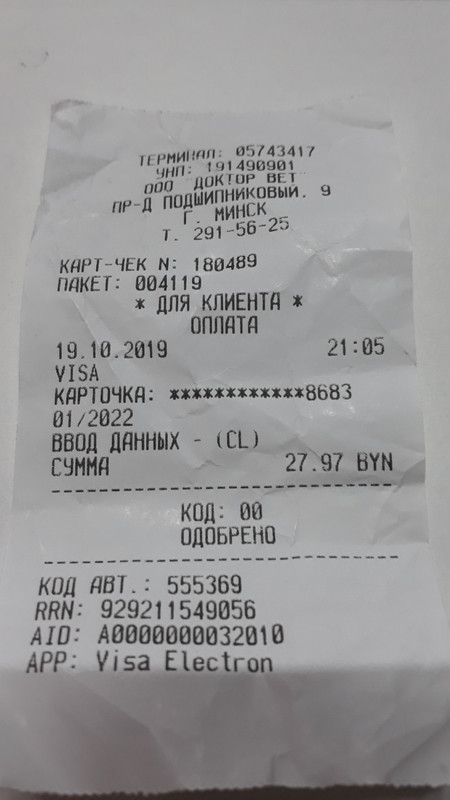 ТЕРМИНАЛ: 05743417
УНП: 191490901
ООО "ДОКТОР ВЕТ"
ПР-Д ПОДШИПНИКОВЫЙ. 9
Г. МИНСК
Т. 291-56-25
КАРТ-ЧЕК N: 180489
ПАКЕТ: 004119
* ДЛЯ КЛИЕНТА *
ОПЛАТА
19.10.2019 21:05
VISA
КАРТОЧКА: ************8683
01/2022
ВВОД ДАННЫХ - (CL)
СУММА 27.97 BYN
КОД: 00
ОДОБРЕНО
КОД АВТ.: 555369
RRN: 929211549056
AID: A0000000032010
APP: Visa Electron